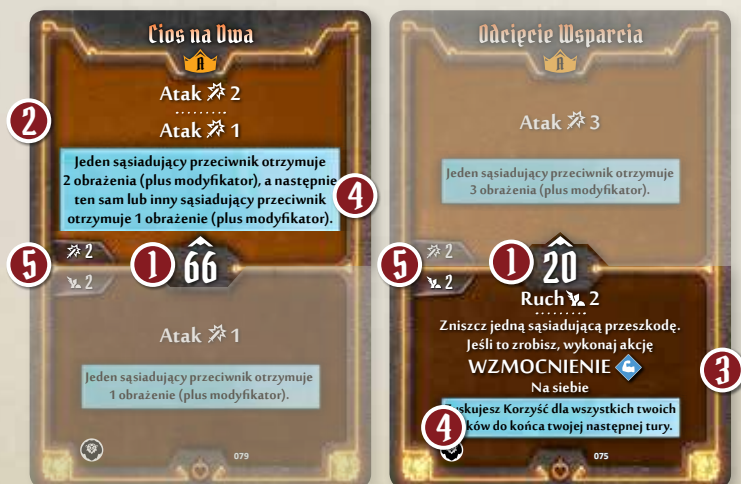 Cios na Dwa
A
Atak 2
Atak 1
2
Jeden sąsiadujący przeciwnik otrzymuje
2 obrażenia (plus modyfikator), a następnie
ten sam lub inny sąsiadujący przeciwnik
otrzymuje 1 obrażenie (plus modyfikator).
4
5
2
2
1
66
Atak 1
Jeden sąsiadujący przeciwnik otrzymuje
1 obrażenie (plus modyfikator).
079
Odcięcie Wsparcia
A
Atak 3
Jeden sąsiadujący przeciwnik otrzymuje
3 obrażenia (plus modyfikator).
5
2
2
1
20
Ruch 2
Zniszcz jedną sąsiadującą przeszkodę.
Jeśli to zrobisz, wykonaj akcję
WZMOCNIENIE
3
Na siebie
4
Korzyść dla wszystkich twoich
do końca twojej następnej tury.
075